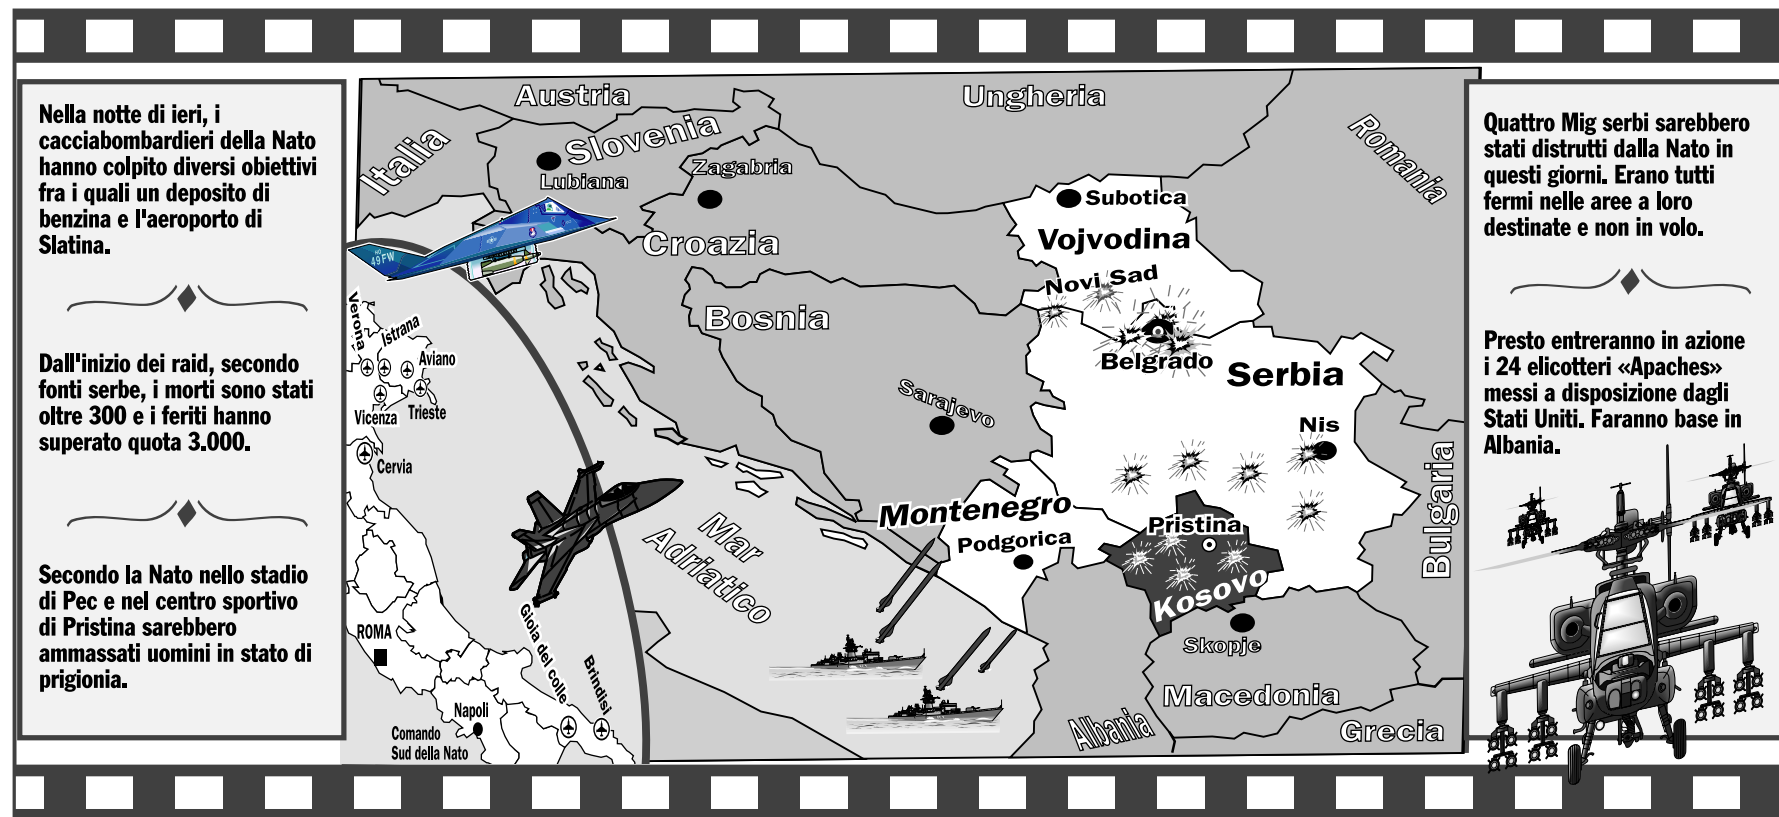 Nella notte di ieri, i
cacciabombardieri della Nato
hanno colpito diversi obiettivi
fra i quali un deposito di
benzina e l'aeroporto di
Slatina.
Dall'inizio dei raid, secondo
fonti serbe, i morti sono stati
oltre 300 e i feriti hanno
superato quota 3.000.
Secondo la Nato nello stadio
di Pec e nel centro sportivo
di Pristina sarebbero
ammassati uomini in stato di
prigionia.
Austria
Ungheria
Italia
Slovenia
Romania
Lubiana
Zagabria
Subotica
Croazia
Vojvodina
49 FW
Novi Sad
Bosnia
Belgrado
Serbia
Sarajevo
Nis
Bulgaria
Montenegro
Podgorica
Pristina
Kosovo
Mar
Adriatico
Skopje
Macedonia
Albania
Grecia
Verona
Istrana
Aviano
Vicenza
Trieste
Cervia
ROMA
Gioia del colle
Brindisi
Napoli
Comando
Sud della Nato
Quattro Mig serbi sarebbero
stati distrutti dalla Nato in
questi giorni. Erano tutti
fermi nelle aree a loro
destinate e non in volo.
Presto entreranno in azione
i 24 elicotteri «Apaches»
messi a disposizione dagli
Stati Uniti. Faranno base in
Albania.